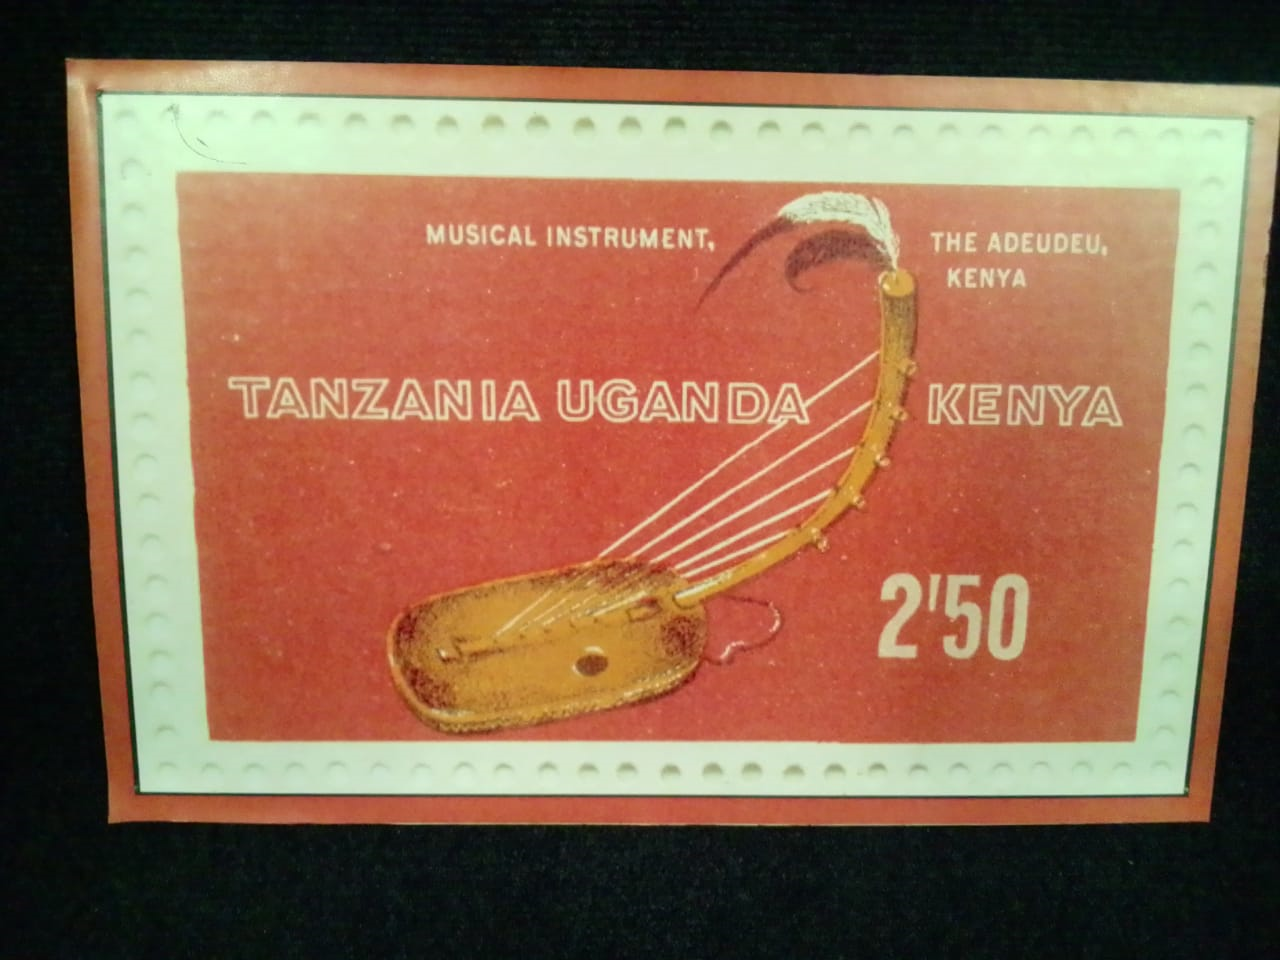 MUSICAL INSTRUMENT,
THE ADEUDEU,
KENYA
TANZANIA UGANDA KENYA
2'50